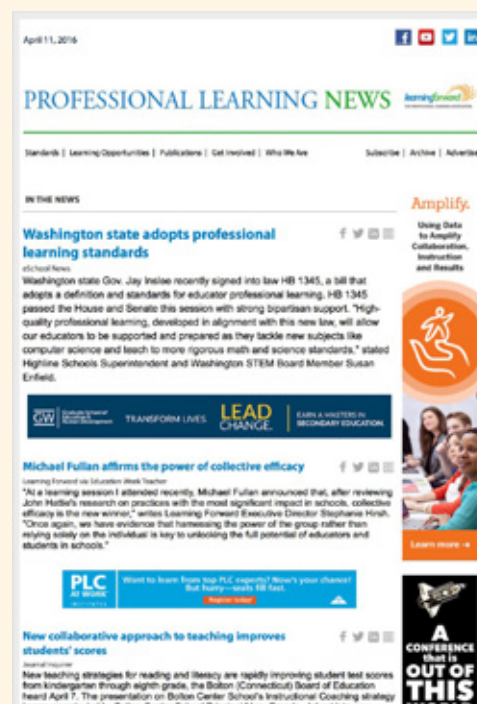 April 11, 2016
PROFESSIONAL LEARNING NEWS
learningforward
Standards | Learning Opportunities | Publications | Get Involved | Who We Are
Subscribe | Archive | Advertise
IN THE NEWS
Washington state adopts professional
learning standards
eSchool News
Washington state Gov. Jay Inslee recently signed into law HB 1345, a bill that
adopts a definition and standards for educator professional learning. HB 1345
passed the House and Senate this session with strong bipartisan support. "High-
quality professional learning, developed in alignment with this new law, will allow
our educators to be supported and prepared as they tackle new subjects like
computer science and teach to more rigorous math and science standards," stated
Highline Schools Superintendent and Washington STEM Board Member Susan
Enfield.
GW
Graduate School of
Education &
Human Development
TRANSFORM LIVES.
LEAD
CHANGE.
EARN A MASTERS IN
SECONDARY EDUCATION.
Michael Fullan affirms the power of collective efficacy
Learning Forward via Education Week Teacher
"At a learning session I attended recently, Michael Fullan announced that, after reviewing
John Hattie's research on practices with the most significant impact in schools, collective
efficacy is the new winner," writes Learning Forward Executive Director Stephanie Hirsh.
"Once again, we have evidence that harnessing the power of the group rather than
relying solely on the individual is key to unlocking the full potential of educators and
students in schools."
PLC
AT WORK
INSTITUTES
Want to learn from top PLC experts? Now's your chance!
But hurry—seats fill fast.
Register today!
New collaborative approach to teaching improves
students' scores
Journal Inquirer
New teaching strategies for reading and literacy are rapidly improving student test scores
from kindergarten through eighth grade, the Bolton (Connecticut) Board of Education
heard April 7. The presentation on Bolton Center School's Instructional Coaching strategy
Amplify.
Using Data
to Amplify
Collaboration,
Instruction
and Results
Learn more
A
CONFERENCE
that is
OUT OF
THIS